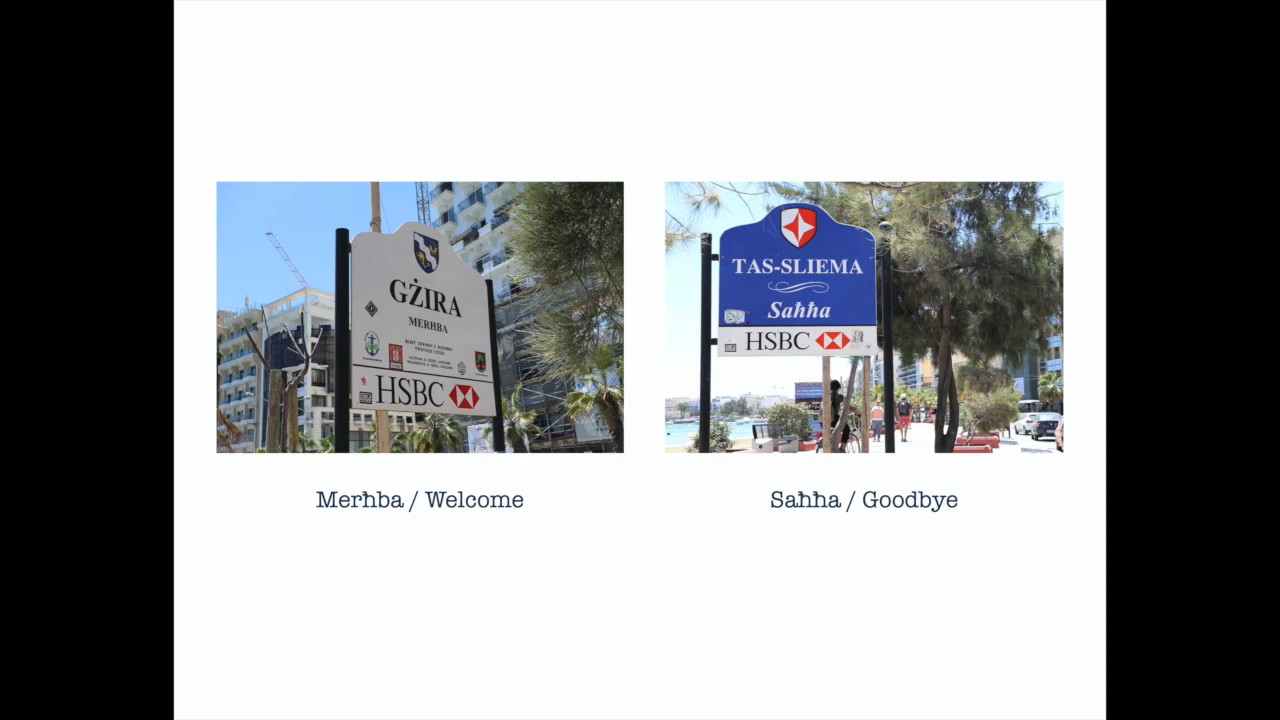 GŻIRA
MERĦBA
HSBC
TAS-SLIEMA
Saħħa
HSBC
Merħba / Welcome
Saħħa / Goodbye